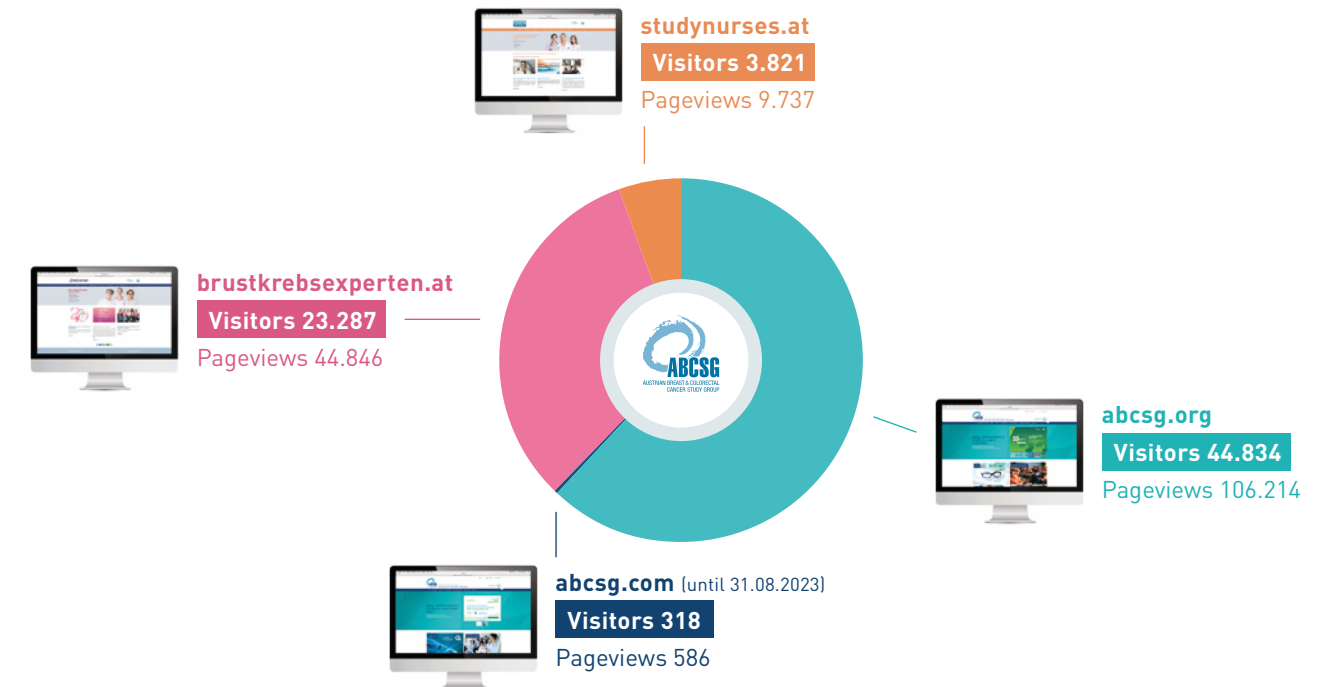 studynurses.at
Visitors 3.821
Pageviews 9.737
brustkrebsexperten.at
Visitors 23.287
Pageviews 44.846
ABCSG
AUSTRIAN BREAST & COLORECTAL
CANCER STUDY GROUP
abcsg.org
Visitors 44.834
Pageviews 106.214
abcsg.com (until 31.08.2023)
Visitors 318
Pageviews 586